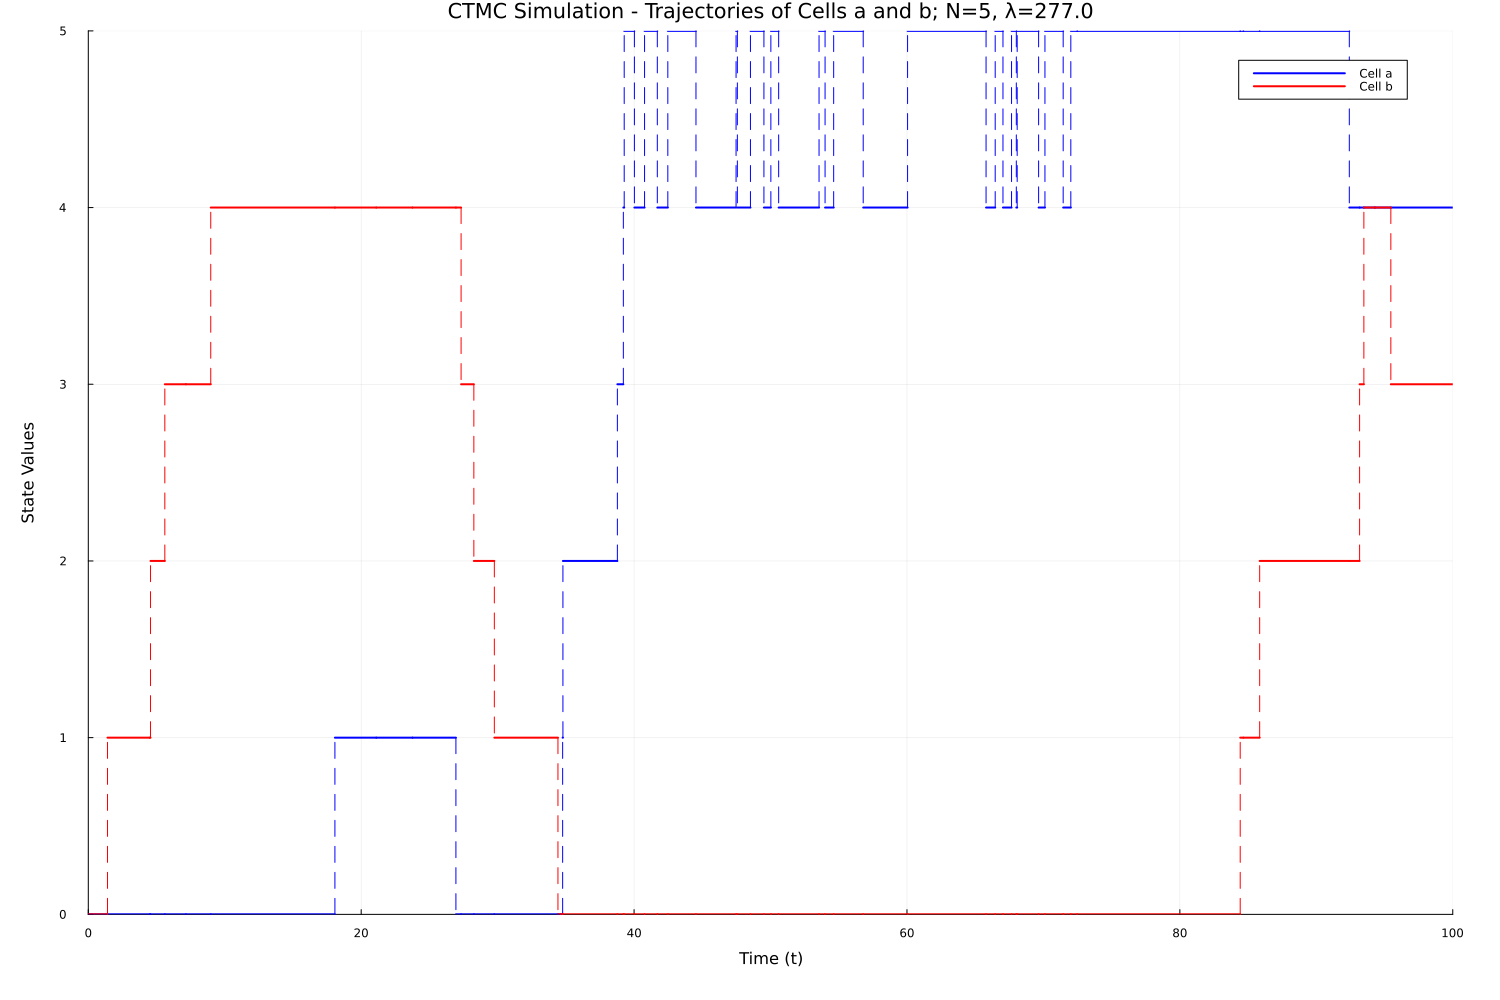 CTMC Simulation - Trajectories of Cells a and b; N=5, λ=277.0
5
Cell a
Cell b
4
3
State Values
2
1
0
0 20 40 60 80 100
Time (t)